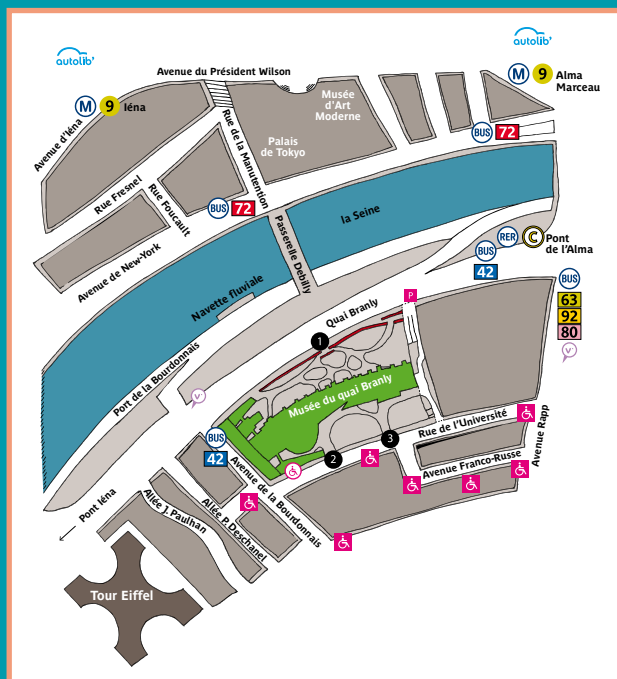 autolib'
autolib'
Avenue du Président Wilson
M 9 Alma
Marceau
M 9 Iéna
Musée
d'Art
Moderne
Avenue d'Iéna
Rue de la Manutention
Palais
de Tokyo
BUS 72
Rue Fresnel
Rue Foucault
BUS 72
la Seine
Passerelle Debilly
RER C Pont
de l'Alma
BUS
42
Avenue de New-York
Navette fluviale
BUS
63
92
80
V
P
Quai Branly
1
Port de la Bourdonnais
Musée du quai Branly
V
Rue de l'Université
Avenue Rapp
BUS
42
3
2
Avenue Franco-Russe
Avenue de la Bourdonnais
Pont Iéna
Allée J. Paulhan
Allée P. Deschanel
Tour Eiffel